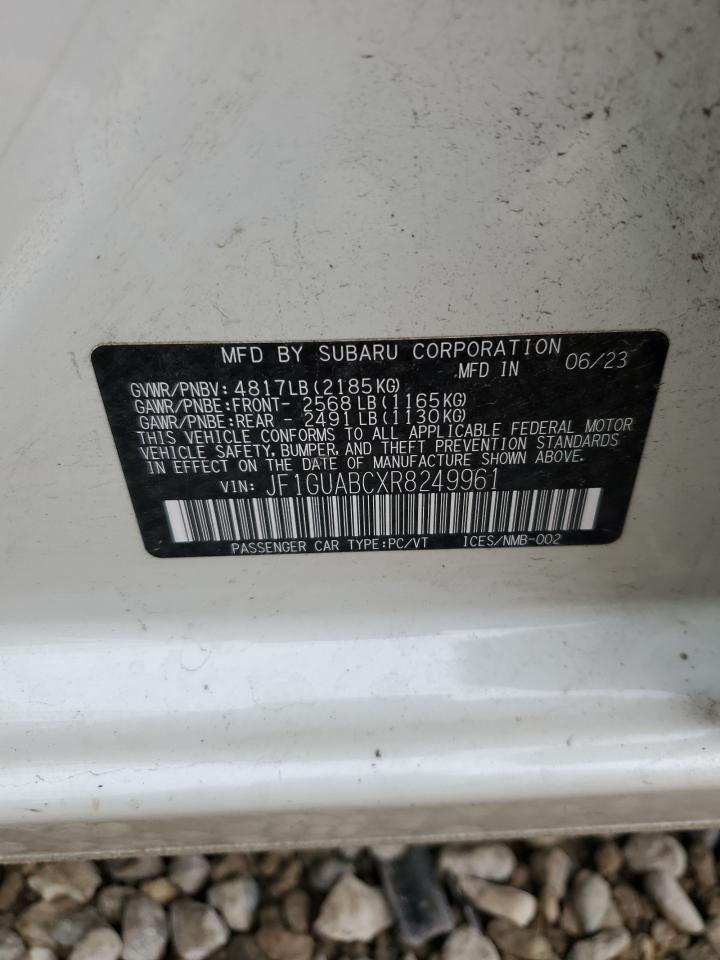 MFD BY SUBARU CORPORATION
MFD IN 06/23
GVWR/PNBV: 4817LB(2185KG)
GAWR/PNBE:FRONT- 2568LB(1165KG)
GAWR/PNBE:REAR - 2491LB(1130KG)
THIS VEHICLE CONFORMS TO ALL APPLICABLE FEDERAL MOTOR
VEHICLE SAFETY, BUMPER, AND THEFT PREVENTION STANDARDS
IN EFFECT ON THE DATE OF MANUFACTURE SHOWN ABOVE.
VIN: JF1GUABCXR8249961
PASSENGER CAR TYPE:PC/VT ICES/NMB-002